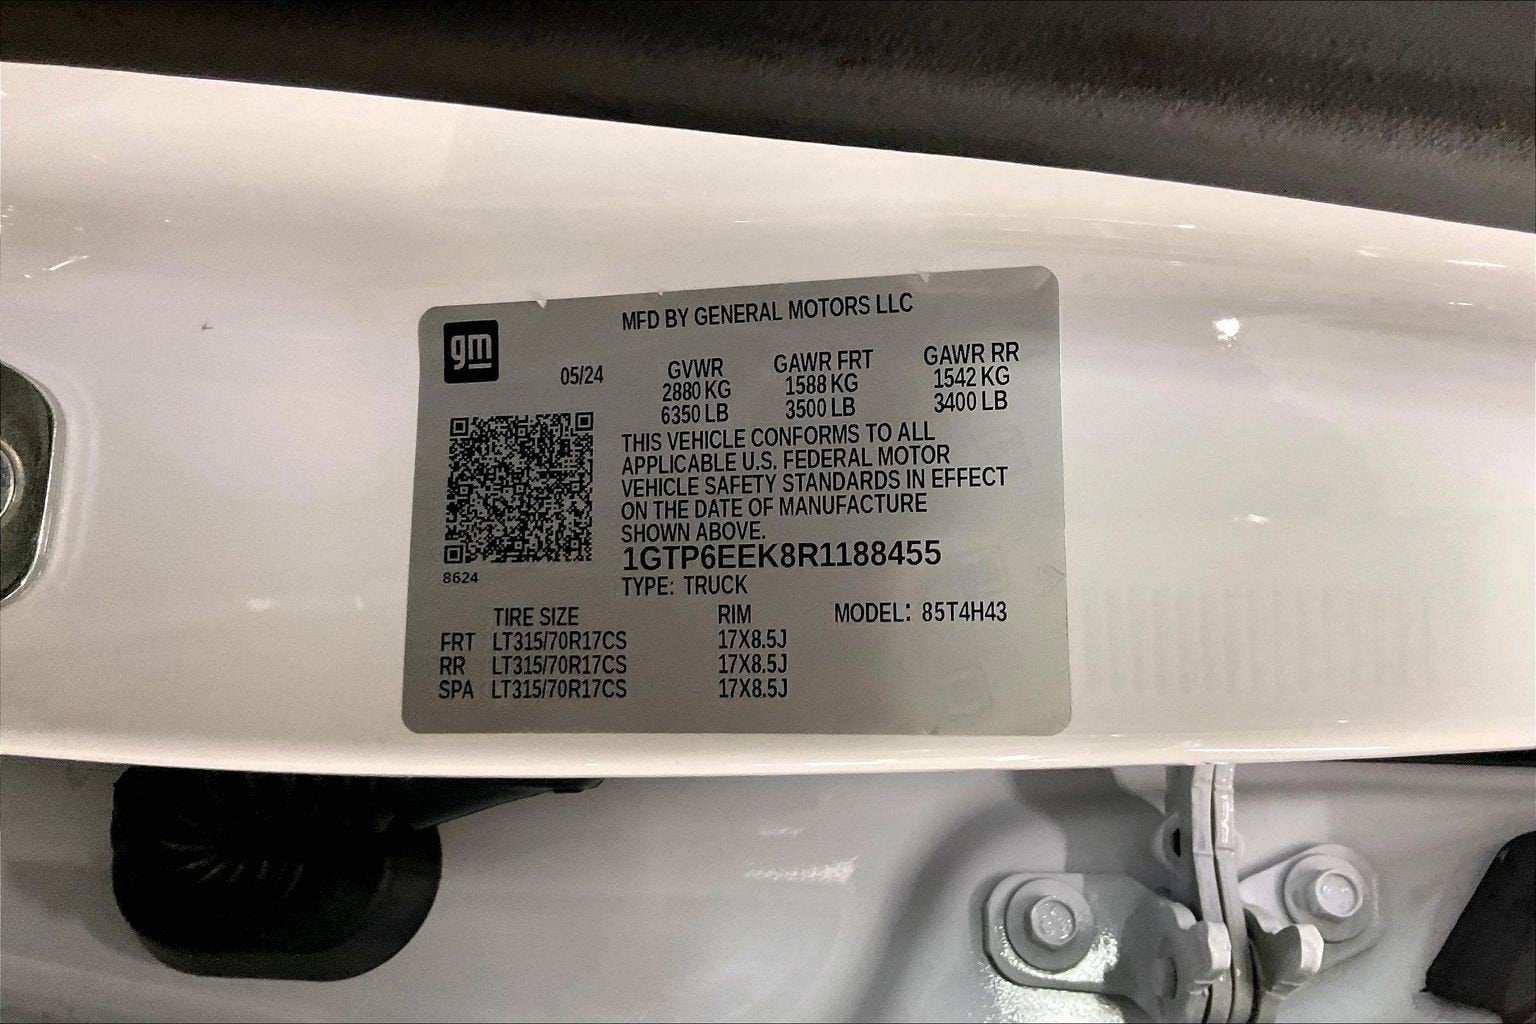 MFD BY GENERAL MOTORS LLC
gm
05/24 GVWR GAWR FRT GAWR RR
2880 KG 1588 KG 1542 KG
6350 LB 3500 LB 3400 LB
THIS VEHICLE CONFORMS TO ALL
APPLICABLE U.S. FEDERAL MOTOR
VEHICLE SAFETY STANDARDS IN EFFECT
ON THE DATE OF MANUFACTURE
SHOWN ABOVE.
1GTP6EEK8R1188455
8624
TYPE: TRUCK
TIRE SIZE RIM MODEL: 85T4H43
FRT LT315/70R17CS 17X8.5J
RR LT315/70R17CS 17X8.5J
SPA LT315/70R17CS 17X8.5J